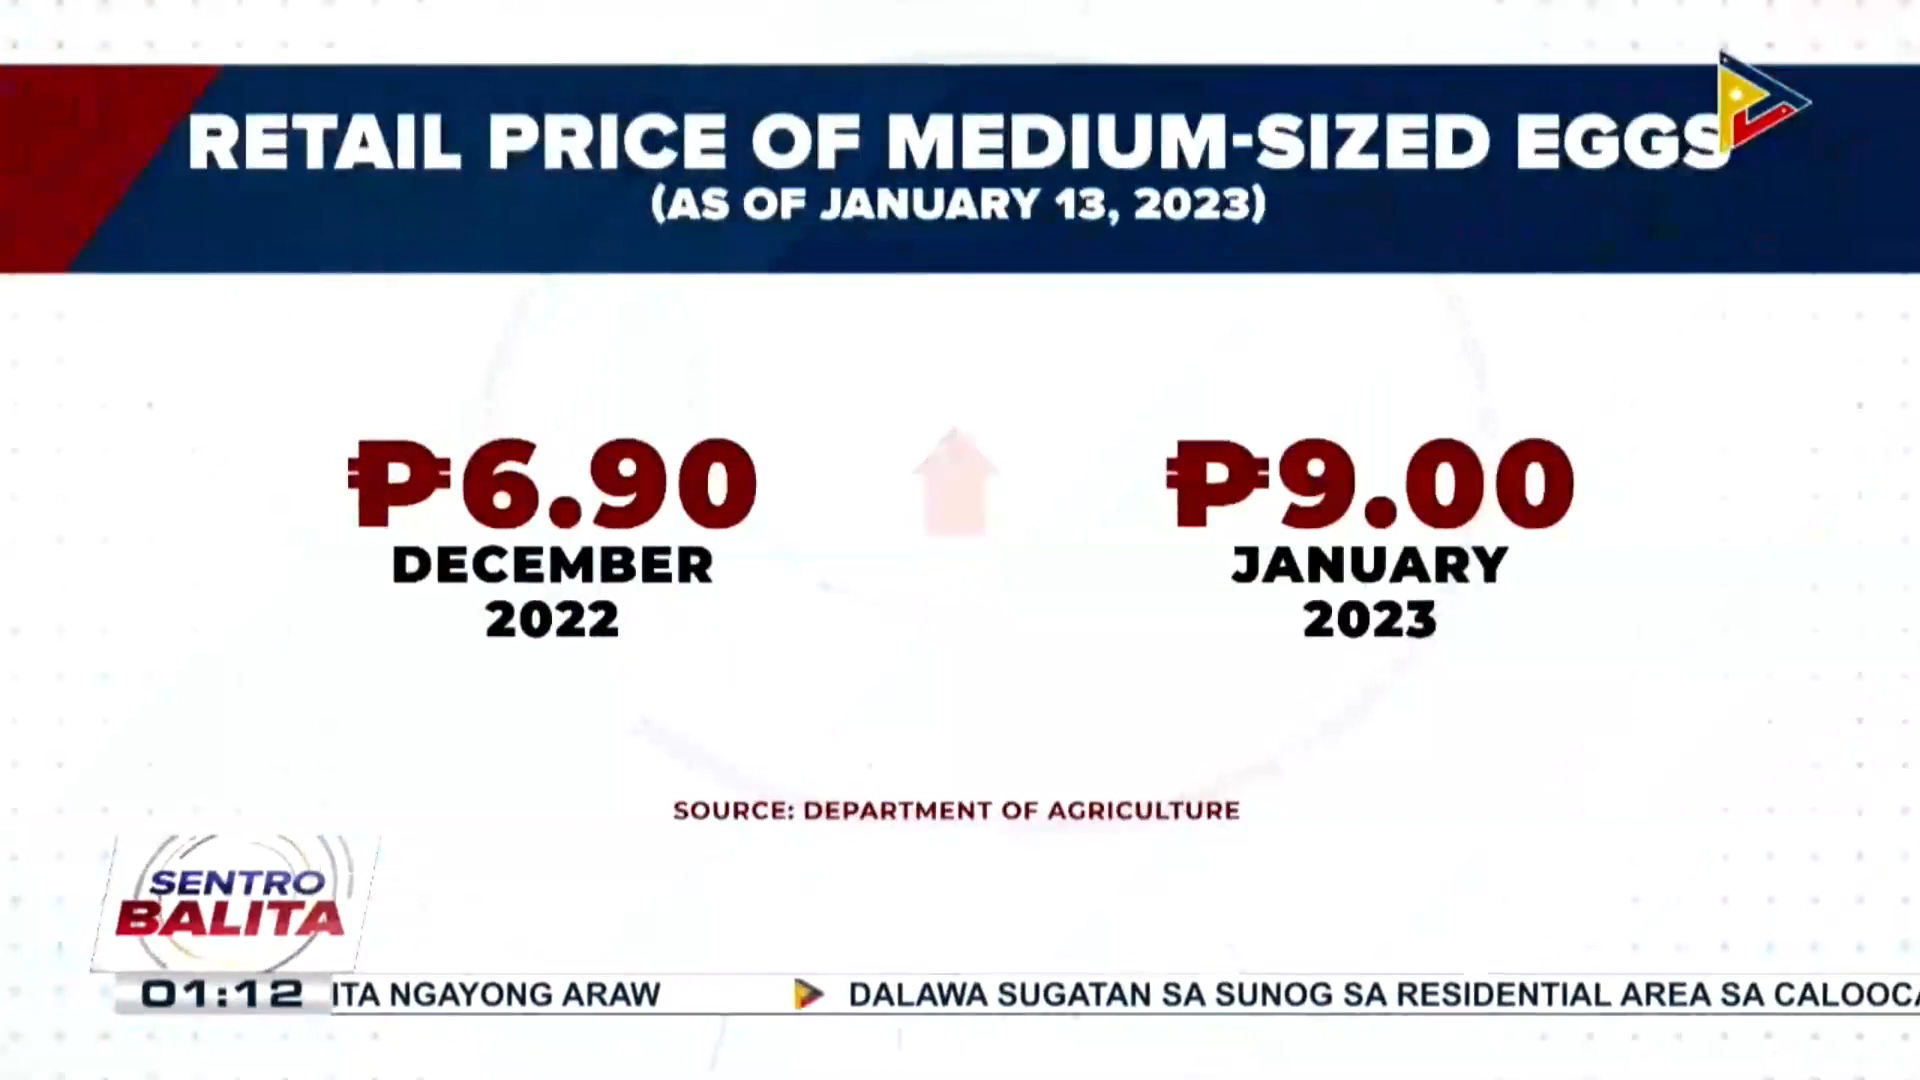 RETAIL PRICE OF MEDIUM-SIZED EGGS
(AS OF JANUARY 13, 2023)
₱6.90
DECEMBER
2022
₱9.00
JANUARY
2023
SOURCE: DEPARTMENT OF AGRICULTURE
SENTRO
BALITA
01:12
ITA NGAYONG ARAW
DALAWA SUGATAN SA SUNOG SA RESIDENTIAL AREA SA CALOOCA